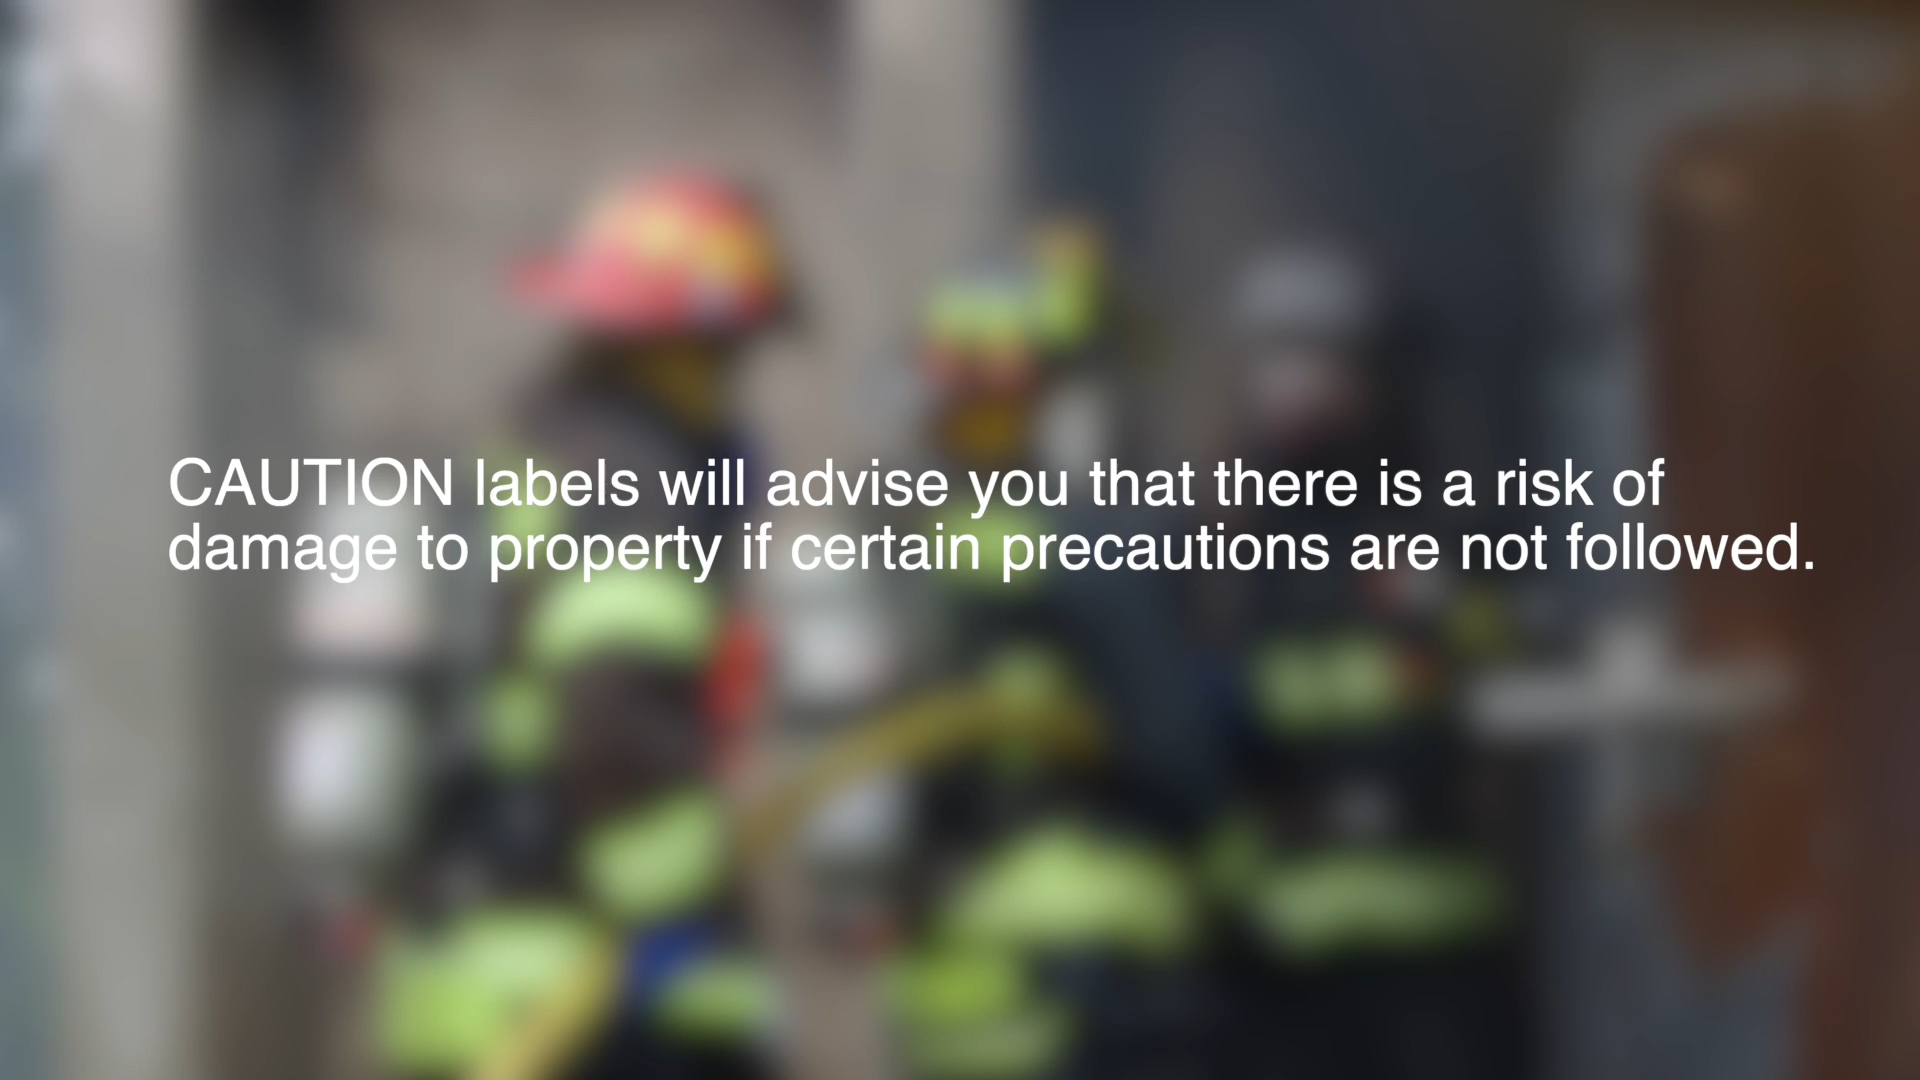 CAUTION labels will advise you that there is a risk of
damage to property if certain precautions are not followed.